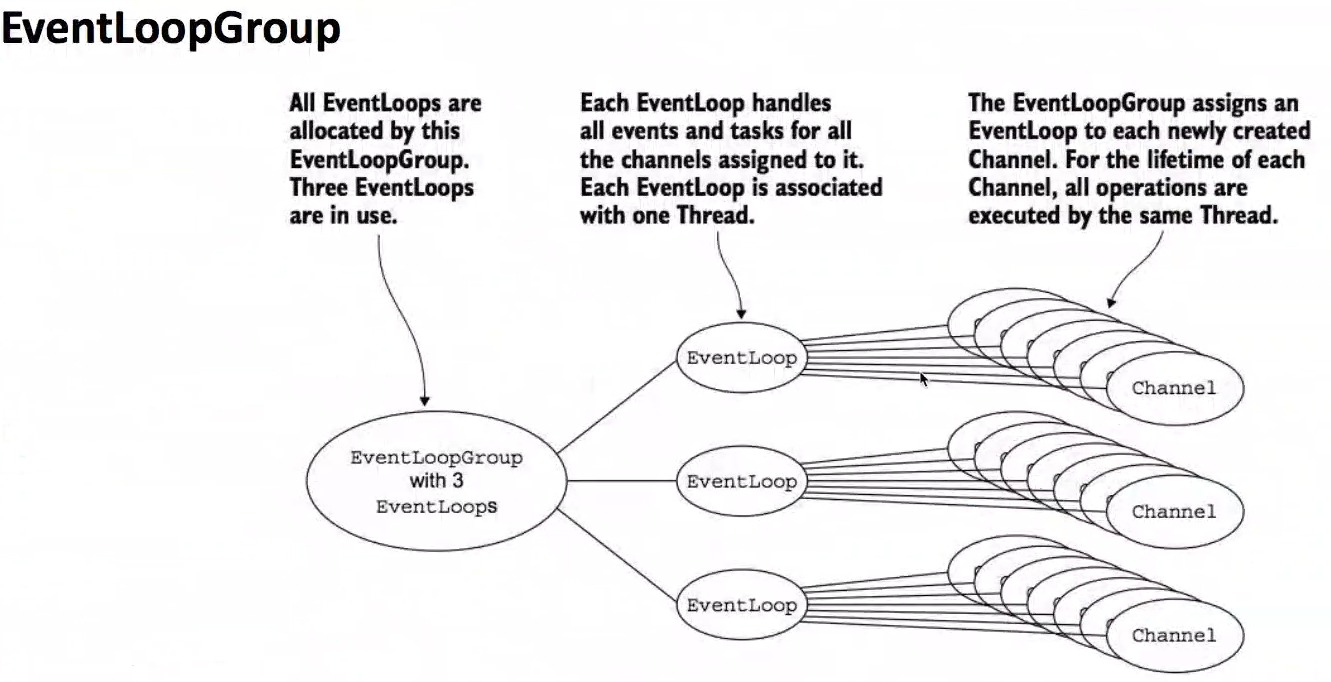 EventLoopGroup
All EventLoops are
allocated by this
EventLoopGroup.
Three EventLoops
are in use.
Each EventLoop handles
all events and tasks for all
the channels assigned to it.
Each EventLoop is associated
with one Thread.
The EventLoopGroup assigns an
EventLoop to each newly created
Channel. For the lifetime of each
Channel, all operations are
executed by the same Thread.
EventLoopGroup
with 3
EventLoops
EventLoop
Channel
EventLoop
Channel
EventLoop
Channel